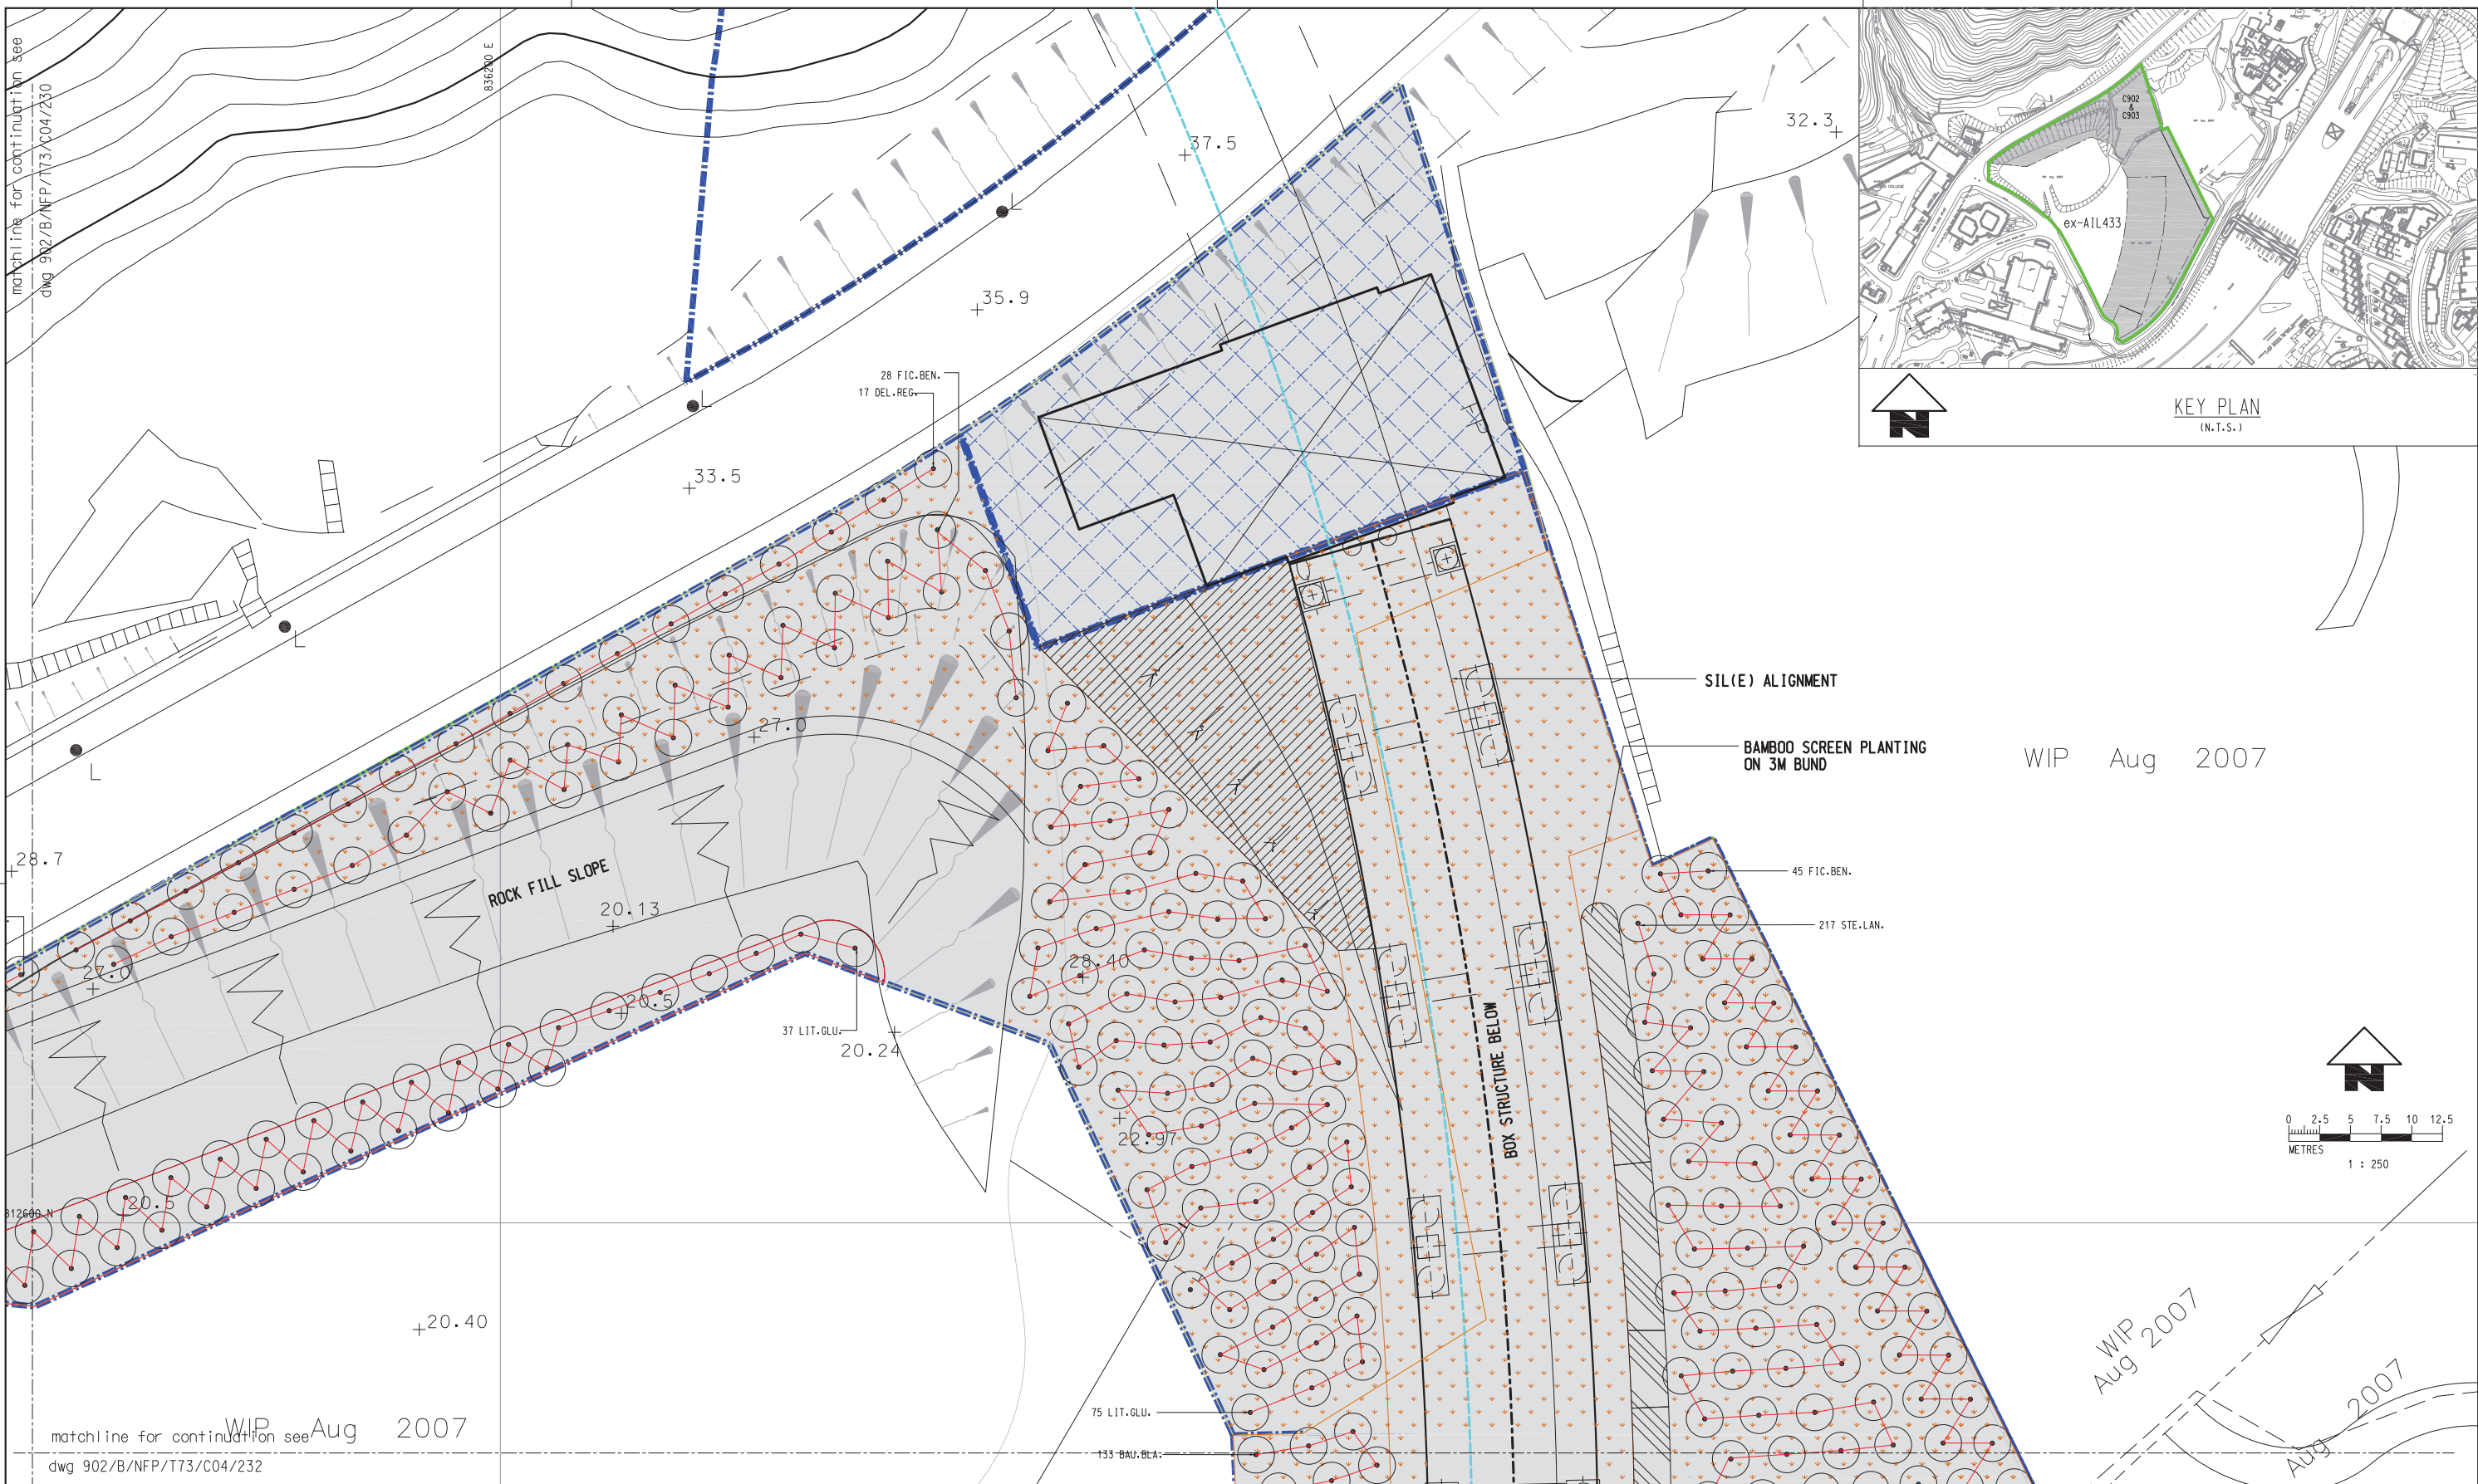 matchline for continuation see
dwg 902/B/NFP/T73/C04/230
836200 E
37.5
32.3
C902
&
C903
ex-AIL433
KEY PLAN
(N.T.S.)
N
35.9
L
28 FIC.BEN.
17 DEL.REG.
L
33.5
L
L
SIL(E) ALIGNMENT
BAMBOO SCREEN PLANTING
ON 3M BUND
WIP Aug 2007
27.0
28.7
ROCK FILL SLOPE
20.13
45 FIC.BEN.
217 STE.LAN.
27.0
28.40
20.5
37 LIT.GLU.
20.24
BOX STRUCTURE BELOW
22.97
N
0 2.5 5 7.5 10 12.5
METRES
1 : 250
20.5
812600 N
20.40
WIP
Aug 2007
Aug 2007
75 LIT.GLU.
133 BAU.BLA.
WIP Aug 2007
matchline for continuation see
dwg 902/B/NFP/T73/C04/232